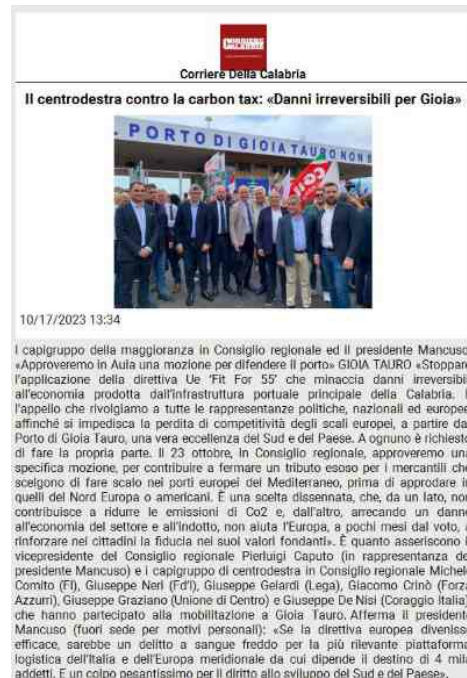 CORRIERE
CALABRIA
Corriere Della Calabria
Il centrodestra contro la carbon tax: «Danni irreversibili per Gioia»
PORTO DI GIOIA TAURO NON S
CGIL
10/17/2023 13:34
I capigruppo della maggioranza in Consiglio regionale ed il presidente Mancuso
«Approveremo in Aula una mozione per difendere il porto» GIOIA TAURO «Stoppare
l'applicazione della direttiva Ue 'Fit For 55' che minaccia danni irreversibi
all'economia prodotta dall'infrastruttura portuale principale della Calabria.
l'appello che rivolgiamo a tutte le rappresentanze politiche, nazionali ed europee
affinché si impedisca la perdita di competitività degli scali europei, a partire da
Porto di Gioia Tauro, una vera eccellenza del Sud e del Paese. A ognuno è richiesto
di fare la propria parte. Il 23 ottobre, in Consiglio regionale, approveremo una
specifica mozione, per contribuire a fermare un tributo esoso per i mercantili che
scelgono di fare scalo nei porti europei del Mediterraneo, prima di approdare in
quelli del Nord Europa o americani. È una scelta dissennata, che, da un lato, non
contribuisce a ridurre le emissioni di Co2 e, dall'altro, arrecando un danno
all'economia del settore e all'indotto, non aiuta l'Europa, a pochi mesi dal voto,
rinforzare nei cittadini la fiducia nei suoi valori fondanti». È quanto asseriscono i
vicepresidente del Consiglio regionale Pierluigi Caputo (in rappresentanza de
presidente Mancuso) e i capigruppo di centrodestra in Consiglio regionale Michele
Comito (FI), Giuseppe Neri (Fd'I), Giuseppe Gelardi (Lega), Giacomo Crinò (Forza
Azzurri), Giuseppe Graziano (Unione di Centro) e Giuseppe De Nisi (Coraggio Italia)
che hanno partecipato alla mobilitazione a Gioia Tauro. Afferma il presidente
Mancuso (fuori sede per motivi personali): «Se la direttiva europea divenisse
efficace, sarebbe un delitto a sangue freddo per la più rilevante piattaforma
logistica dell'Italia e dell'Europa meridionale da cui dipende il destino di 4 mila
addetti. E un colpo pesantissimo per il diritto allo sviluppo del Sud e del Paese».